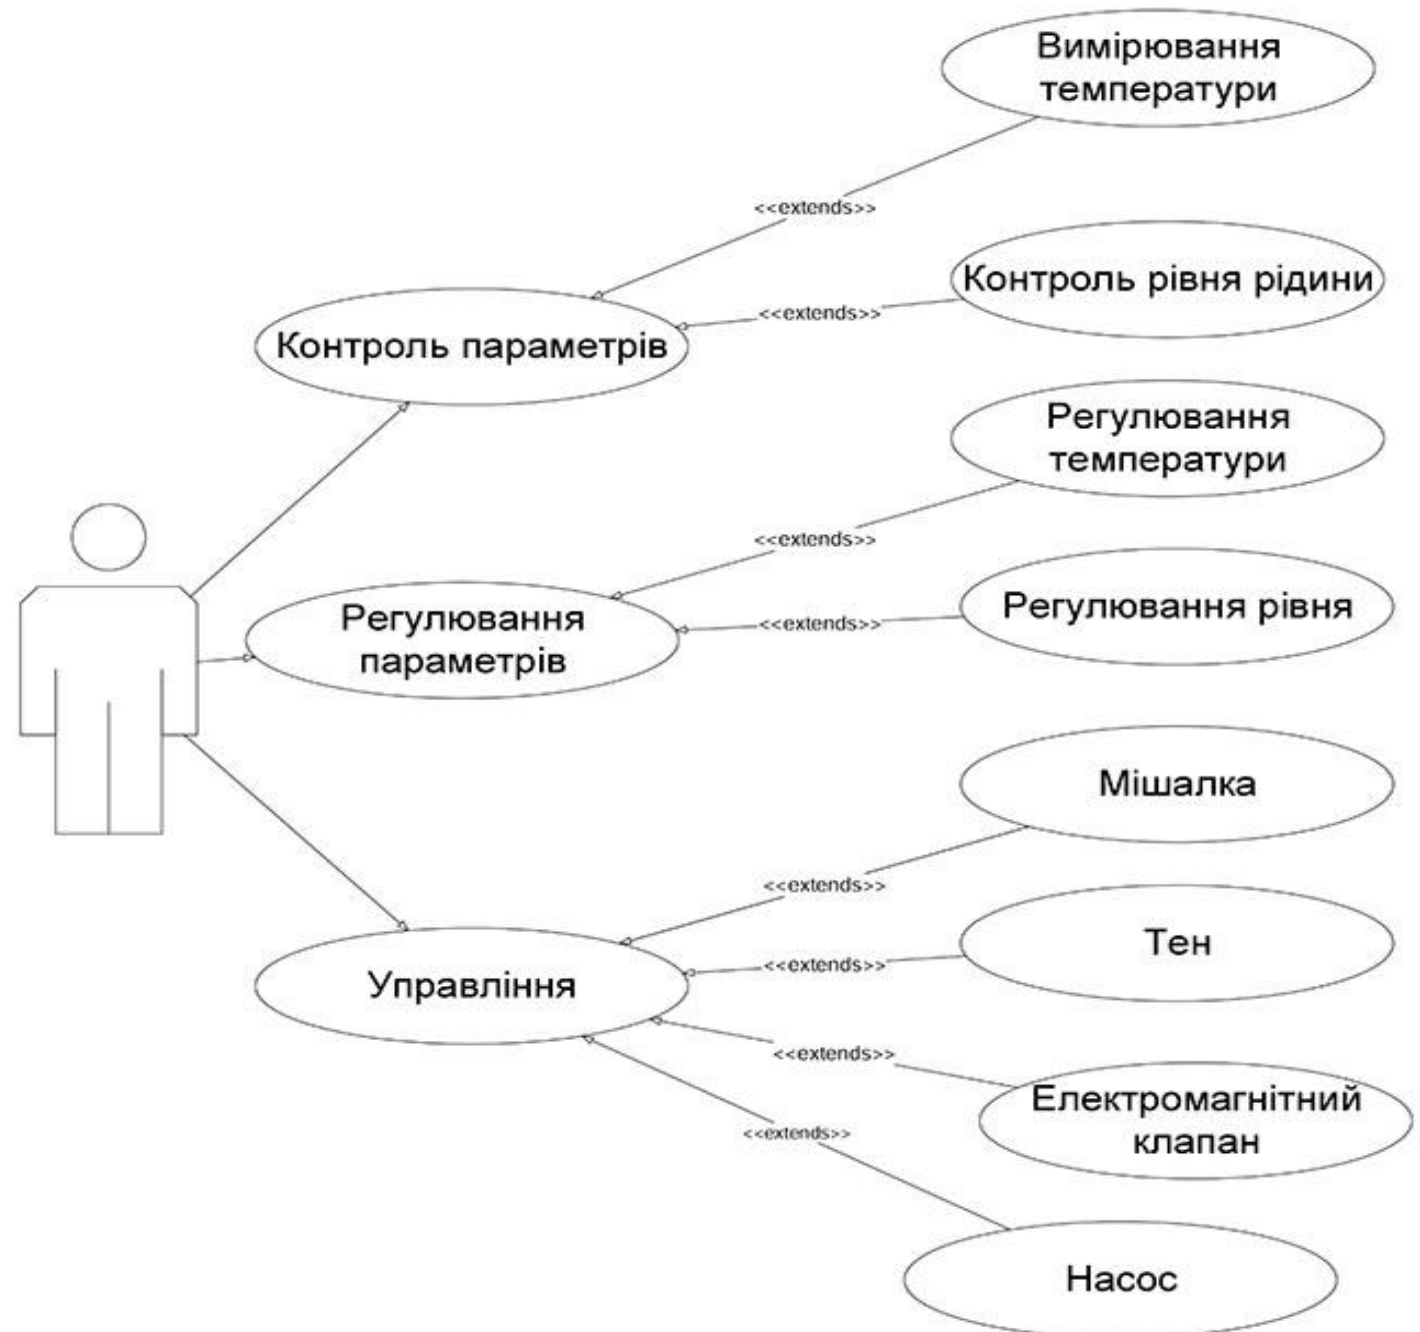 Вимірювання
температури
<<extends>>
Контроль рівня рідини
<<extends>>
Контроль параметрів
Регулювання
температури
<<extends>>
Регулювання рівня
<<extends>>
Регулювання
параметрів
Мішалка
<<extends>>
Тен
<<extends>>
Управління
<<extends>>
Електромагнітний
клапан
<<extends>>
Насос